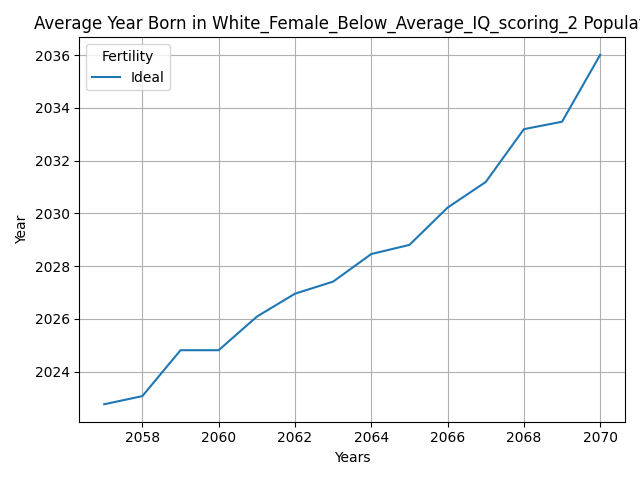 Average Year Born in White_Female_Below_Average_IQ_scoring_2 Popula
Fertility
Ideal
2036
2034
2032
2030
2028
2026
2024
Year
2058 2060 2062 2064 2066 2068 2070
Years